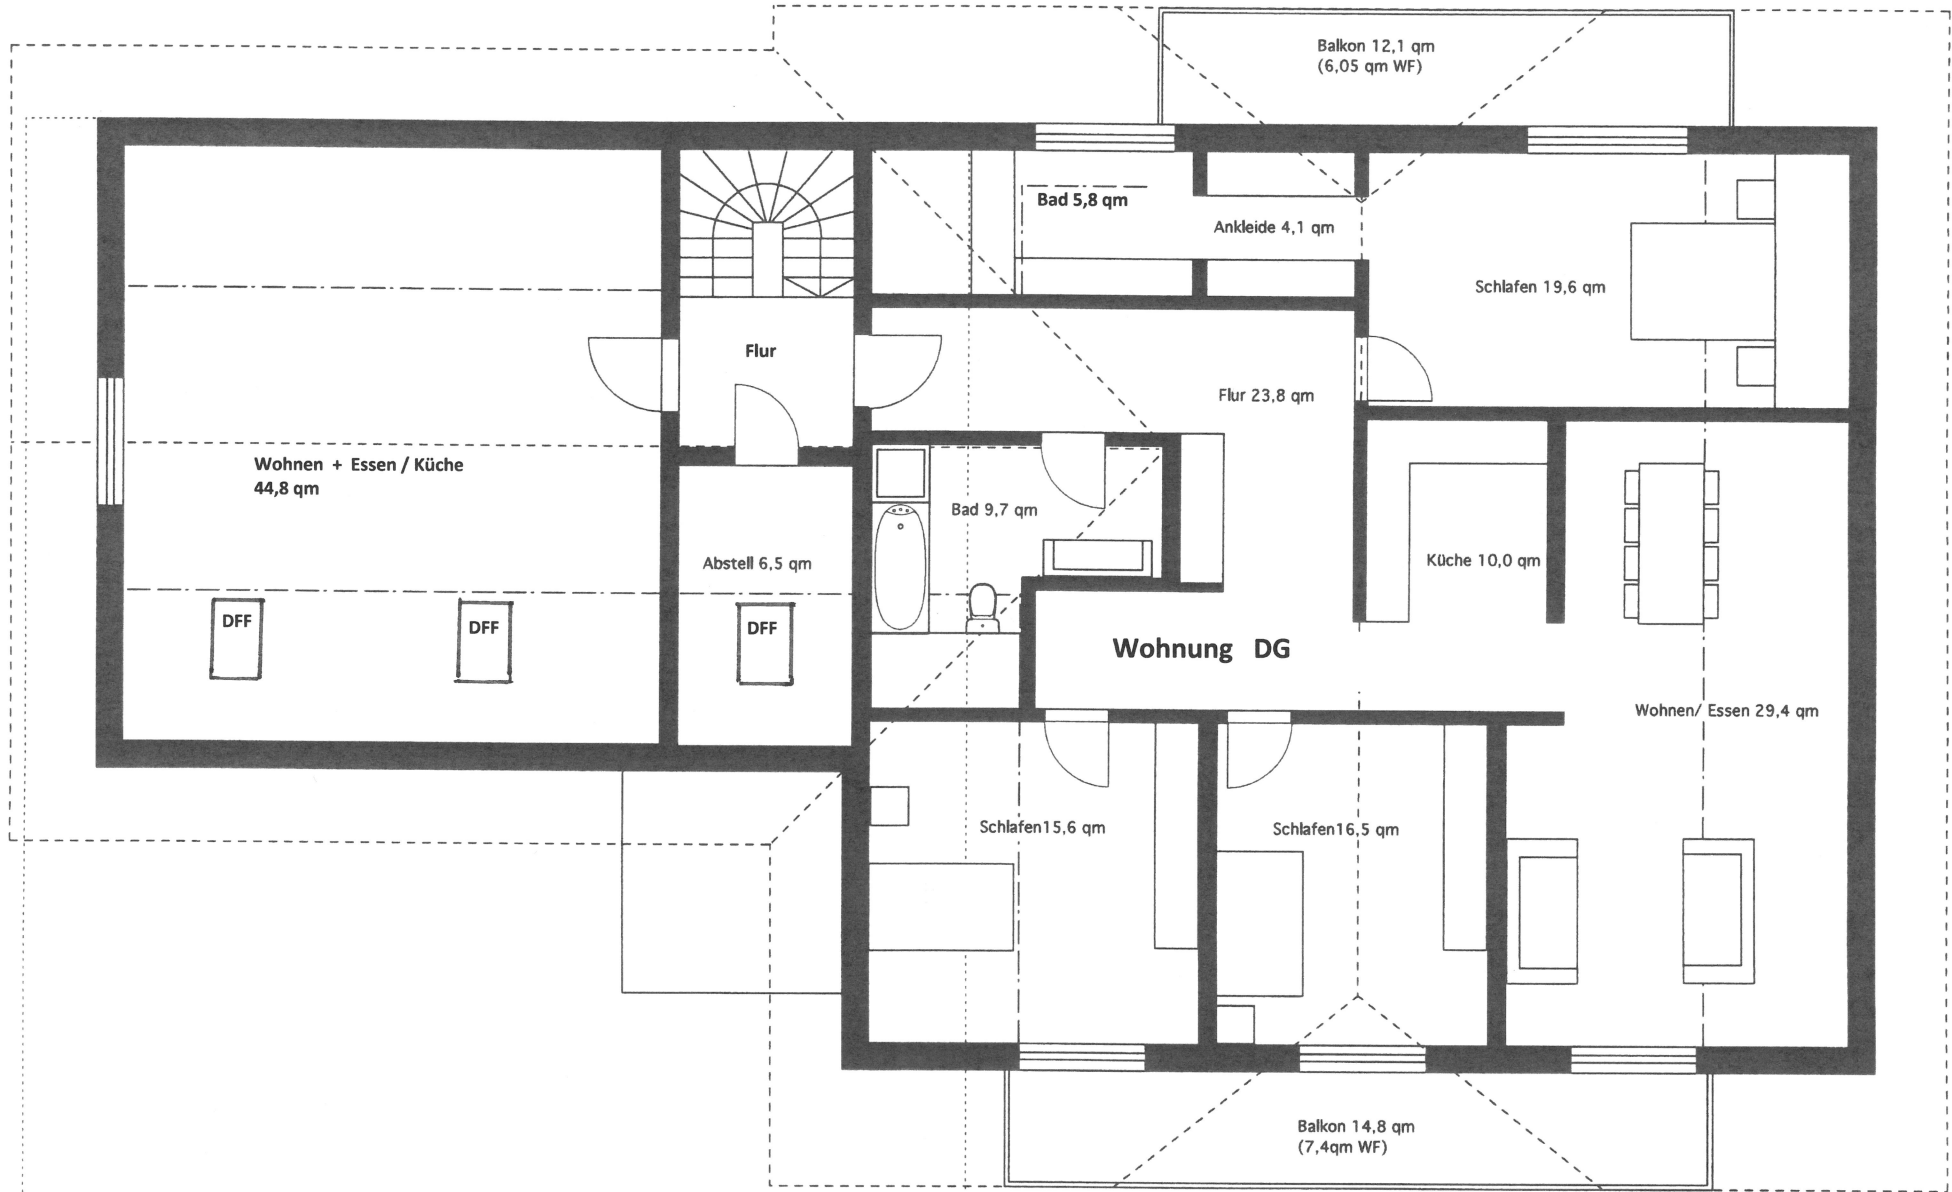 Balkon 12,1 qm
(6,05 qm WF)
Bad 5,8 qm
Ankleide 4,1 qm
Schlafen 19,6 qm
Flur
Flur 23,8 qm
Wohnen + Essen / Küche
44,8 qm
Bad 9,7 qm
Abstell 6,5 qm
Küche 10,0 qm
DFF
DFF
DFF
Wohnung DG
Wohnen/ Essen 29,4 qm
Schlafen15,6 qm
Schlafen16,5 qm
Balkon 14,8 qm
(7,4qm WF)